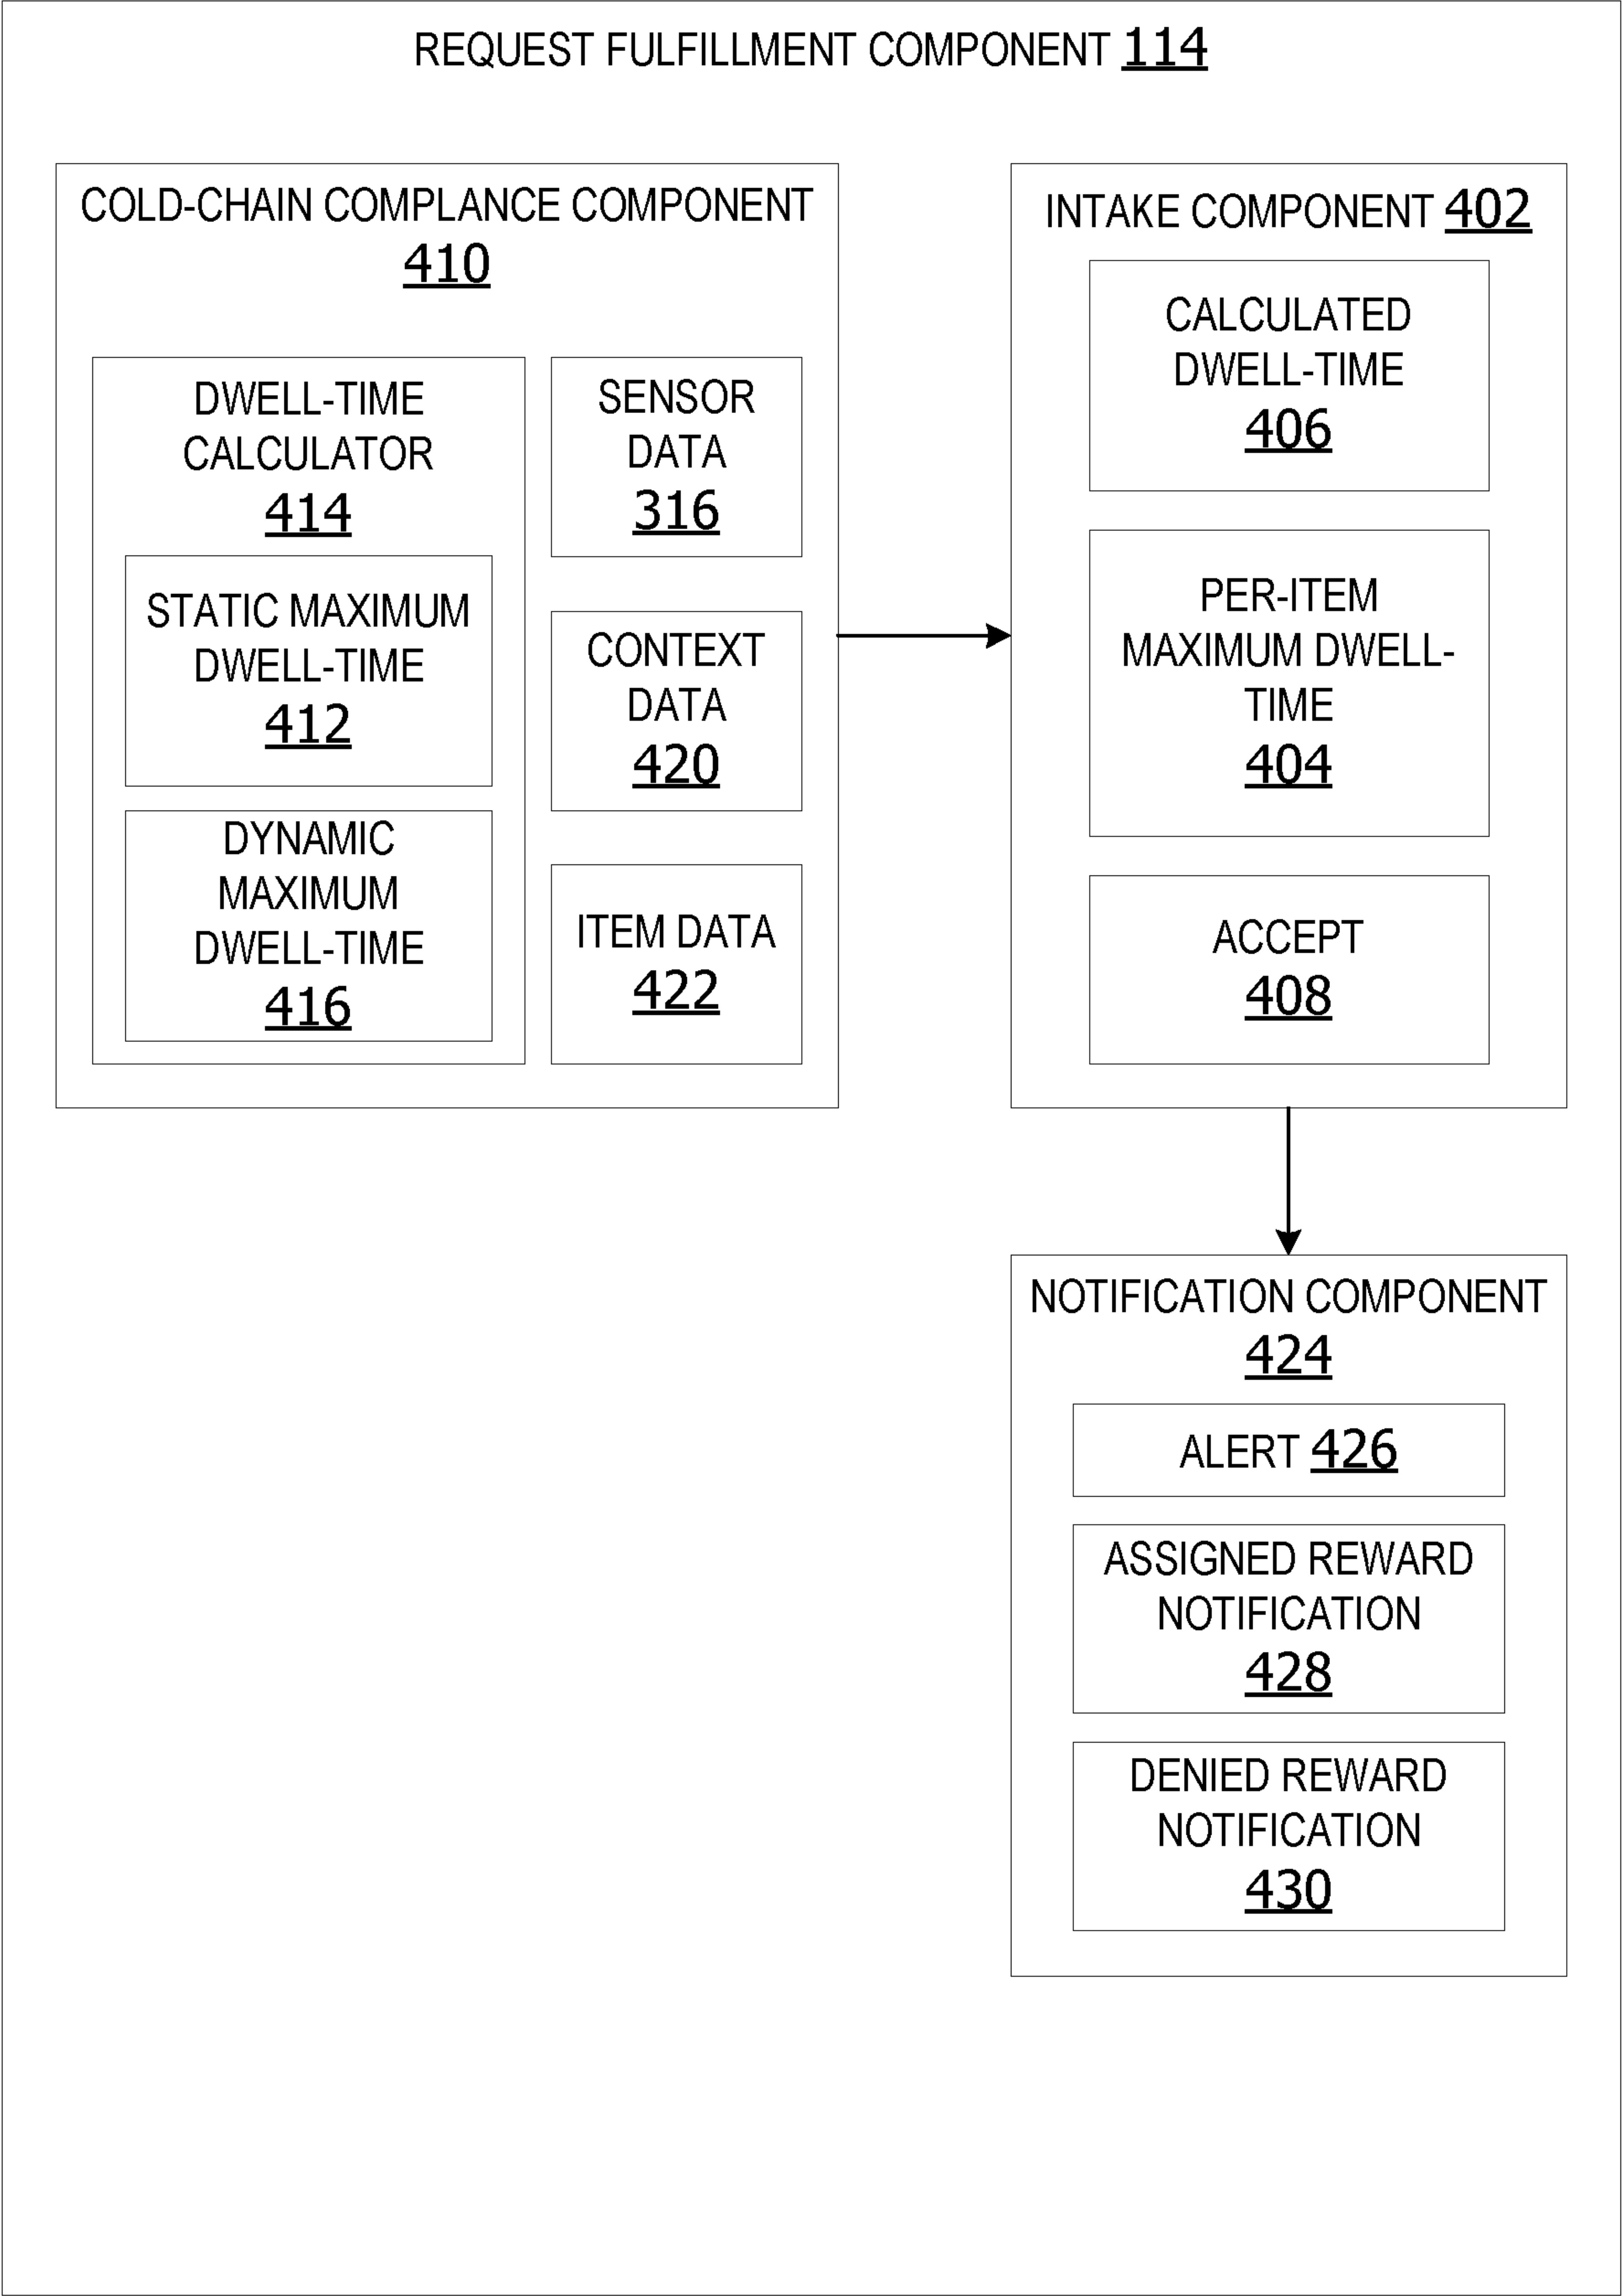 REQUEST FULFILLMENT COMPONENT 114
COLD-CHAIN COMPLANCE COMPONENT
410
DWELL-TIME
CALCULATOR
414
STATIC MAXIMUM
DWELL-TIME
412
DYNAMIC
MAXIMUM
DWELL-TIME
416
SENSOR
DATA
316
CONTEXT
DATA
420
ITEM DATA
422
INTAKE COMPONENT 402
CALCULATED
DWELL-TIME
406
PER-ITEM
MAXIMUM DWELL-
TIME
404
ACCEPT
408
NOTIFICATION COMPONENT
424
ALERT 426
ASSIGNED REWARD
NOTIFICATION
428
DENIED REWARD
NOTIFICATION
430